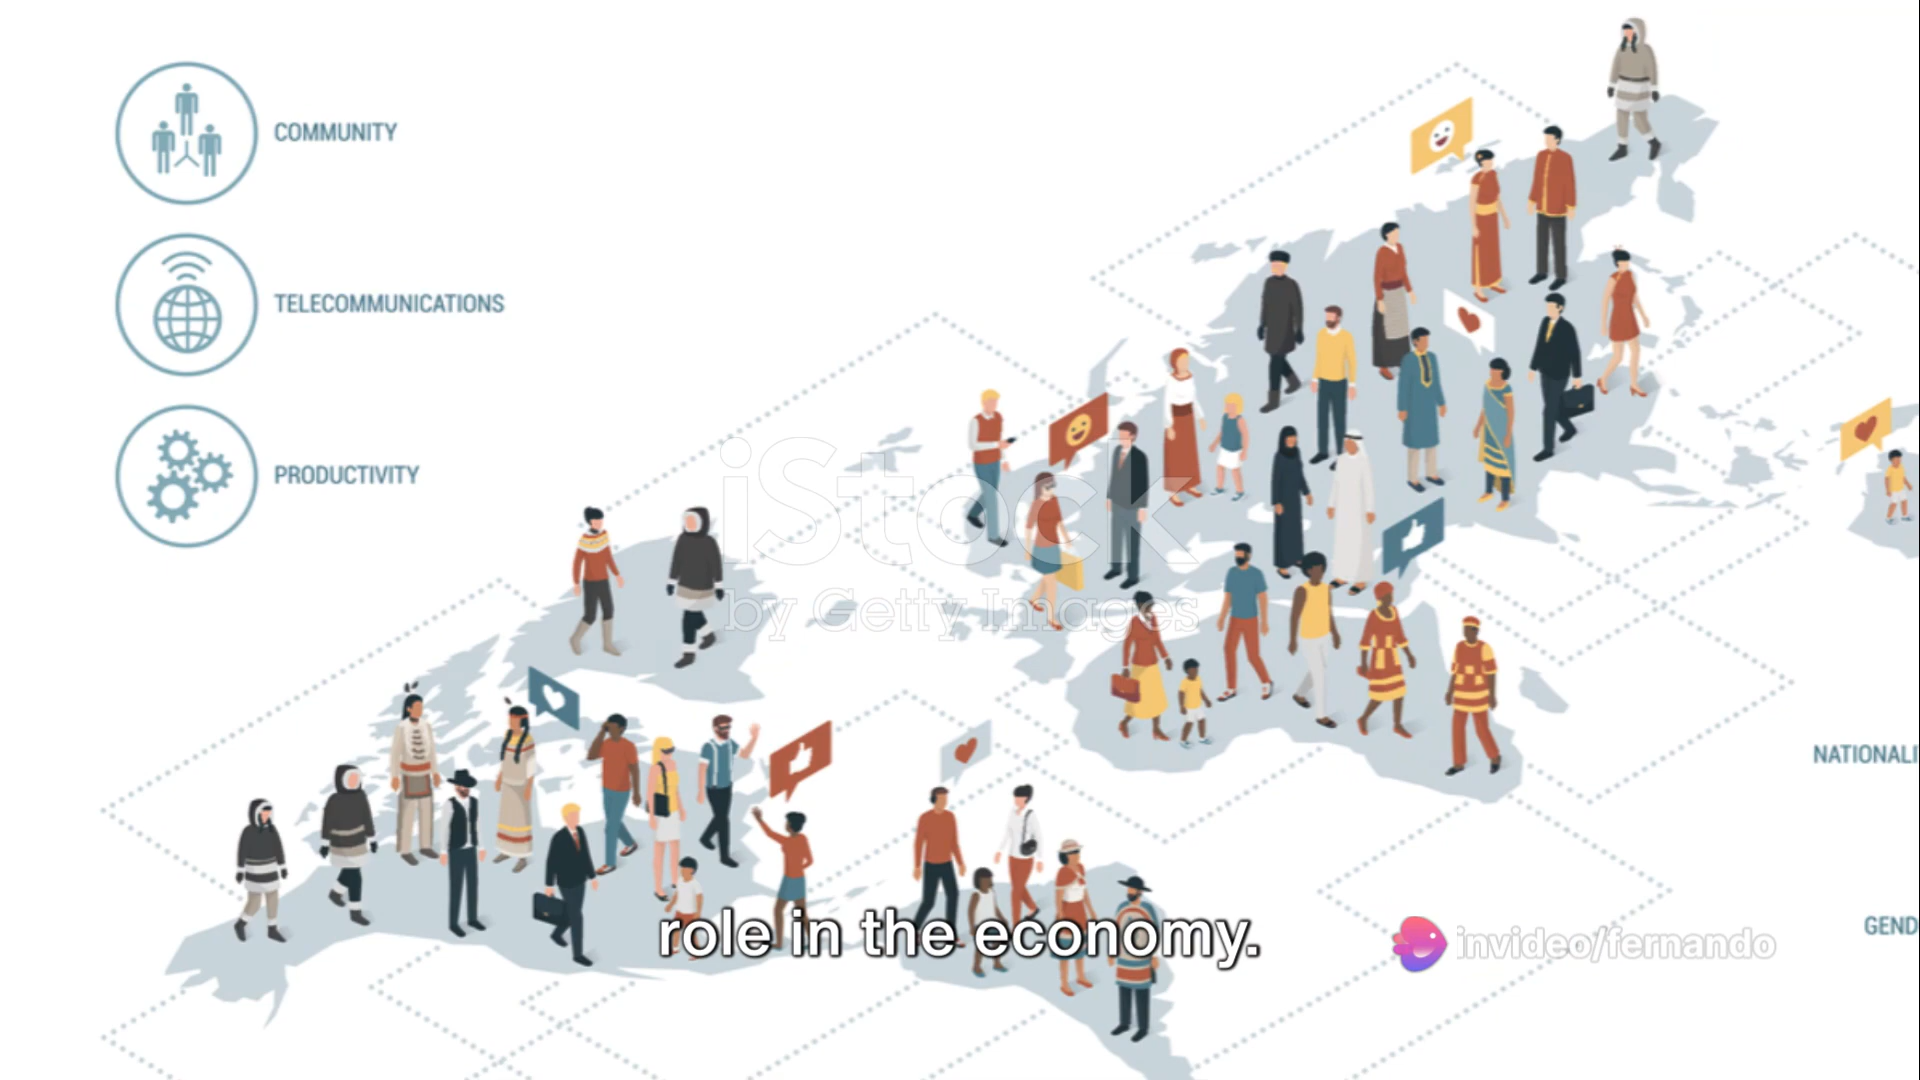 COMMUNITY
TELECOMMUNICATIONS
PRODUCTIVITY
iStock
by Getty Images
NATIONALI
GEND
role in the economy.
invideo/fernando